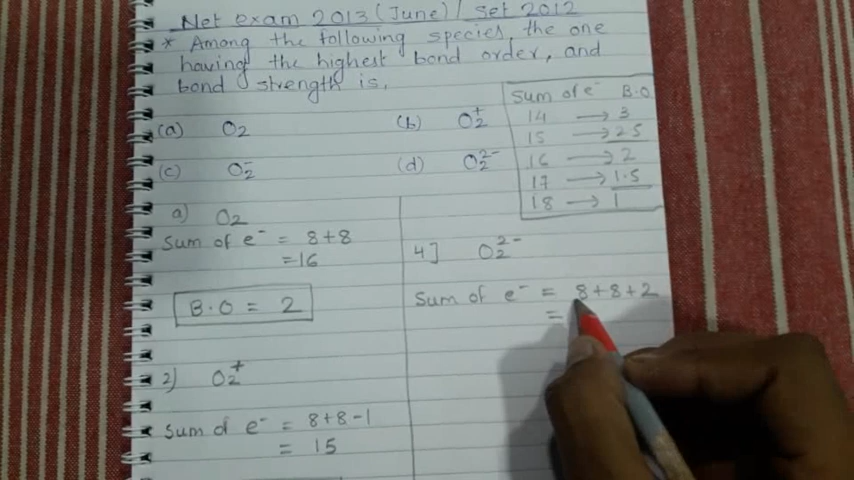 Net exam 2013 (June) / Set 2012
* Among the following species, the one
having the highest bond order, and
bond strength is,
(a) O₂ (b) O₂⁺
(c) O₂⁻ (d) O₂²⁻
Sum of e⁻ B.O
14 → 3
15 → 2.5
16 → 2
17 → 1.5
18 → 1
a) O₂
Sum of e⁻ = 8+8
=16
B.O = 2
2) O₂⁺
Sum of e⁻ = 8+8-1
= 15
4] O₂²⁻
Sum of e⁻ = 8+8+2
=